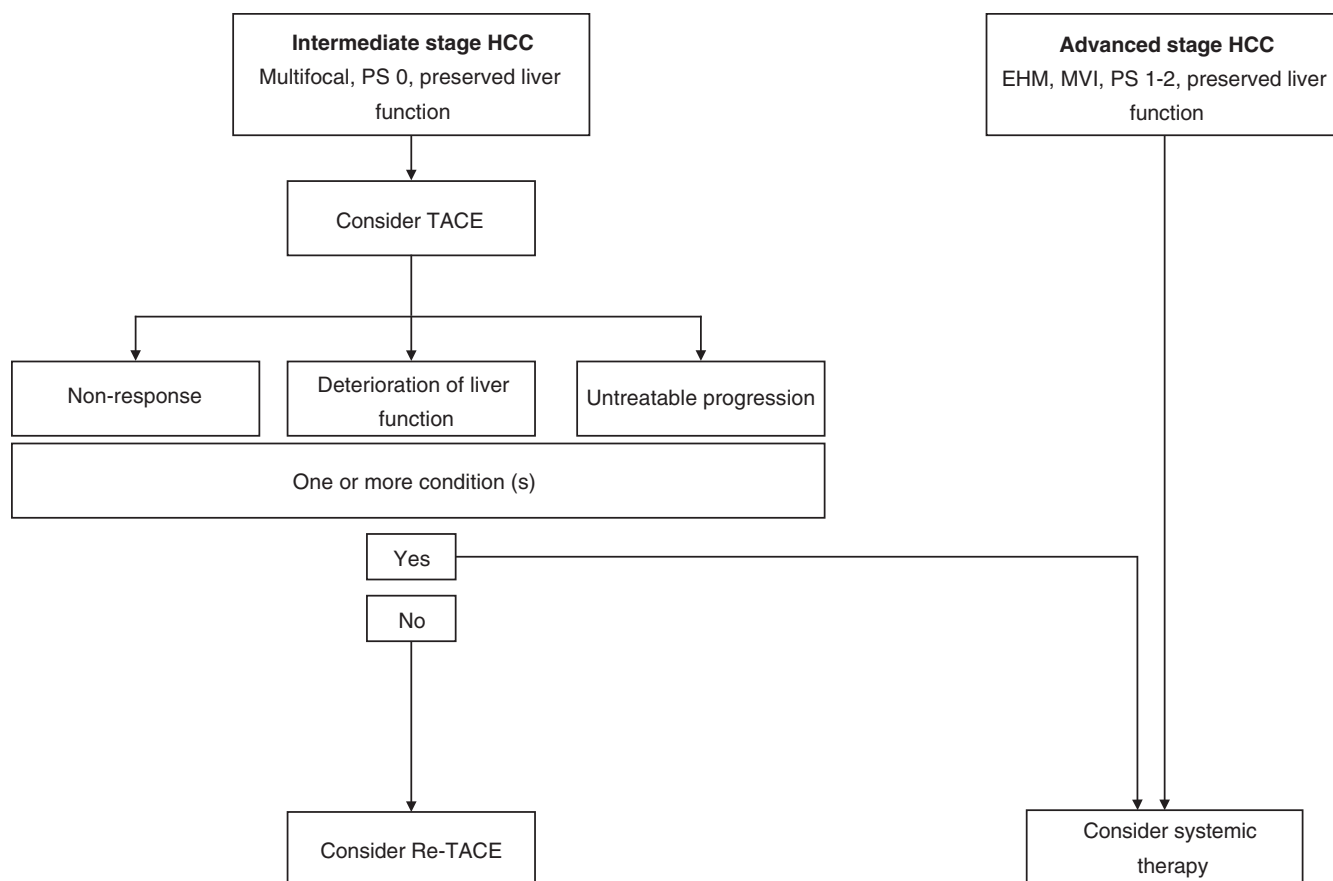 Intermediate stage HCC
Multifocal, PS 0, preserved liver
function
Advanced stage HCC
EHM, MVI, PS 1-2, preserved liver
function
Consider TACE
Non-response
Deterioration of liver
function
Untreatable progression
One or more condition (s)
Yes
No
Consider Re-TACE
Consider systemic
therapy